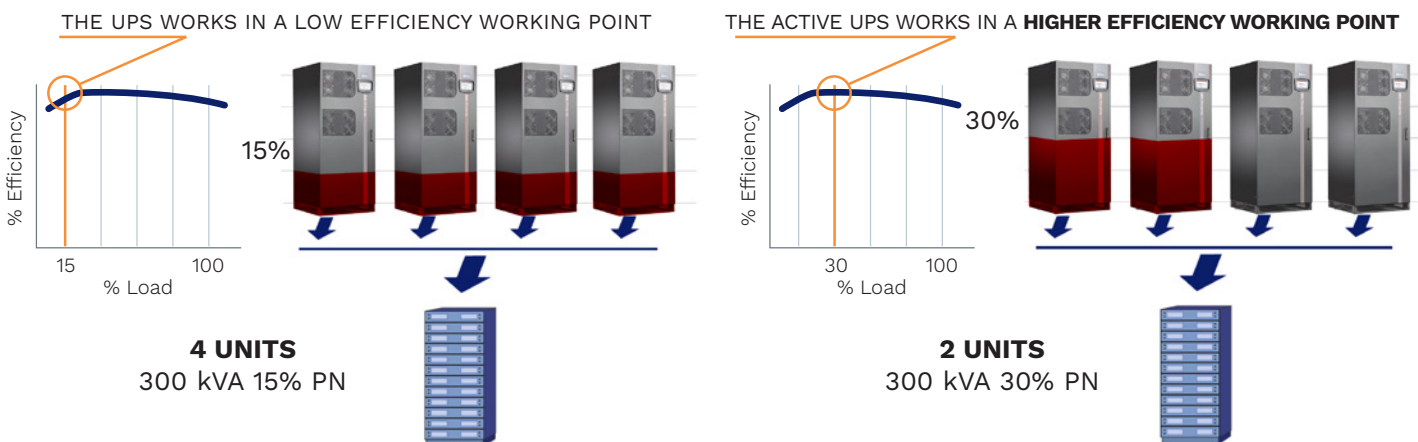 THE UPS WORKS IN A LOW EFFICIENCY WORKING POINT
% Efficiency
15%
15
100
% Load
4 UNITS
300 kVA 15% PN
THE ACTIVE UPS WORKS IN A HIGHER EFFICIENCY WORKING POINT
% Efficiency
30%
30
100
% Load
2 UNITS
300 kVA 30% PN